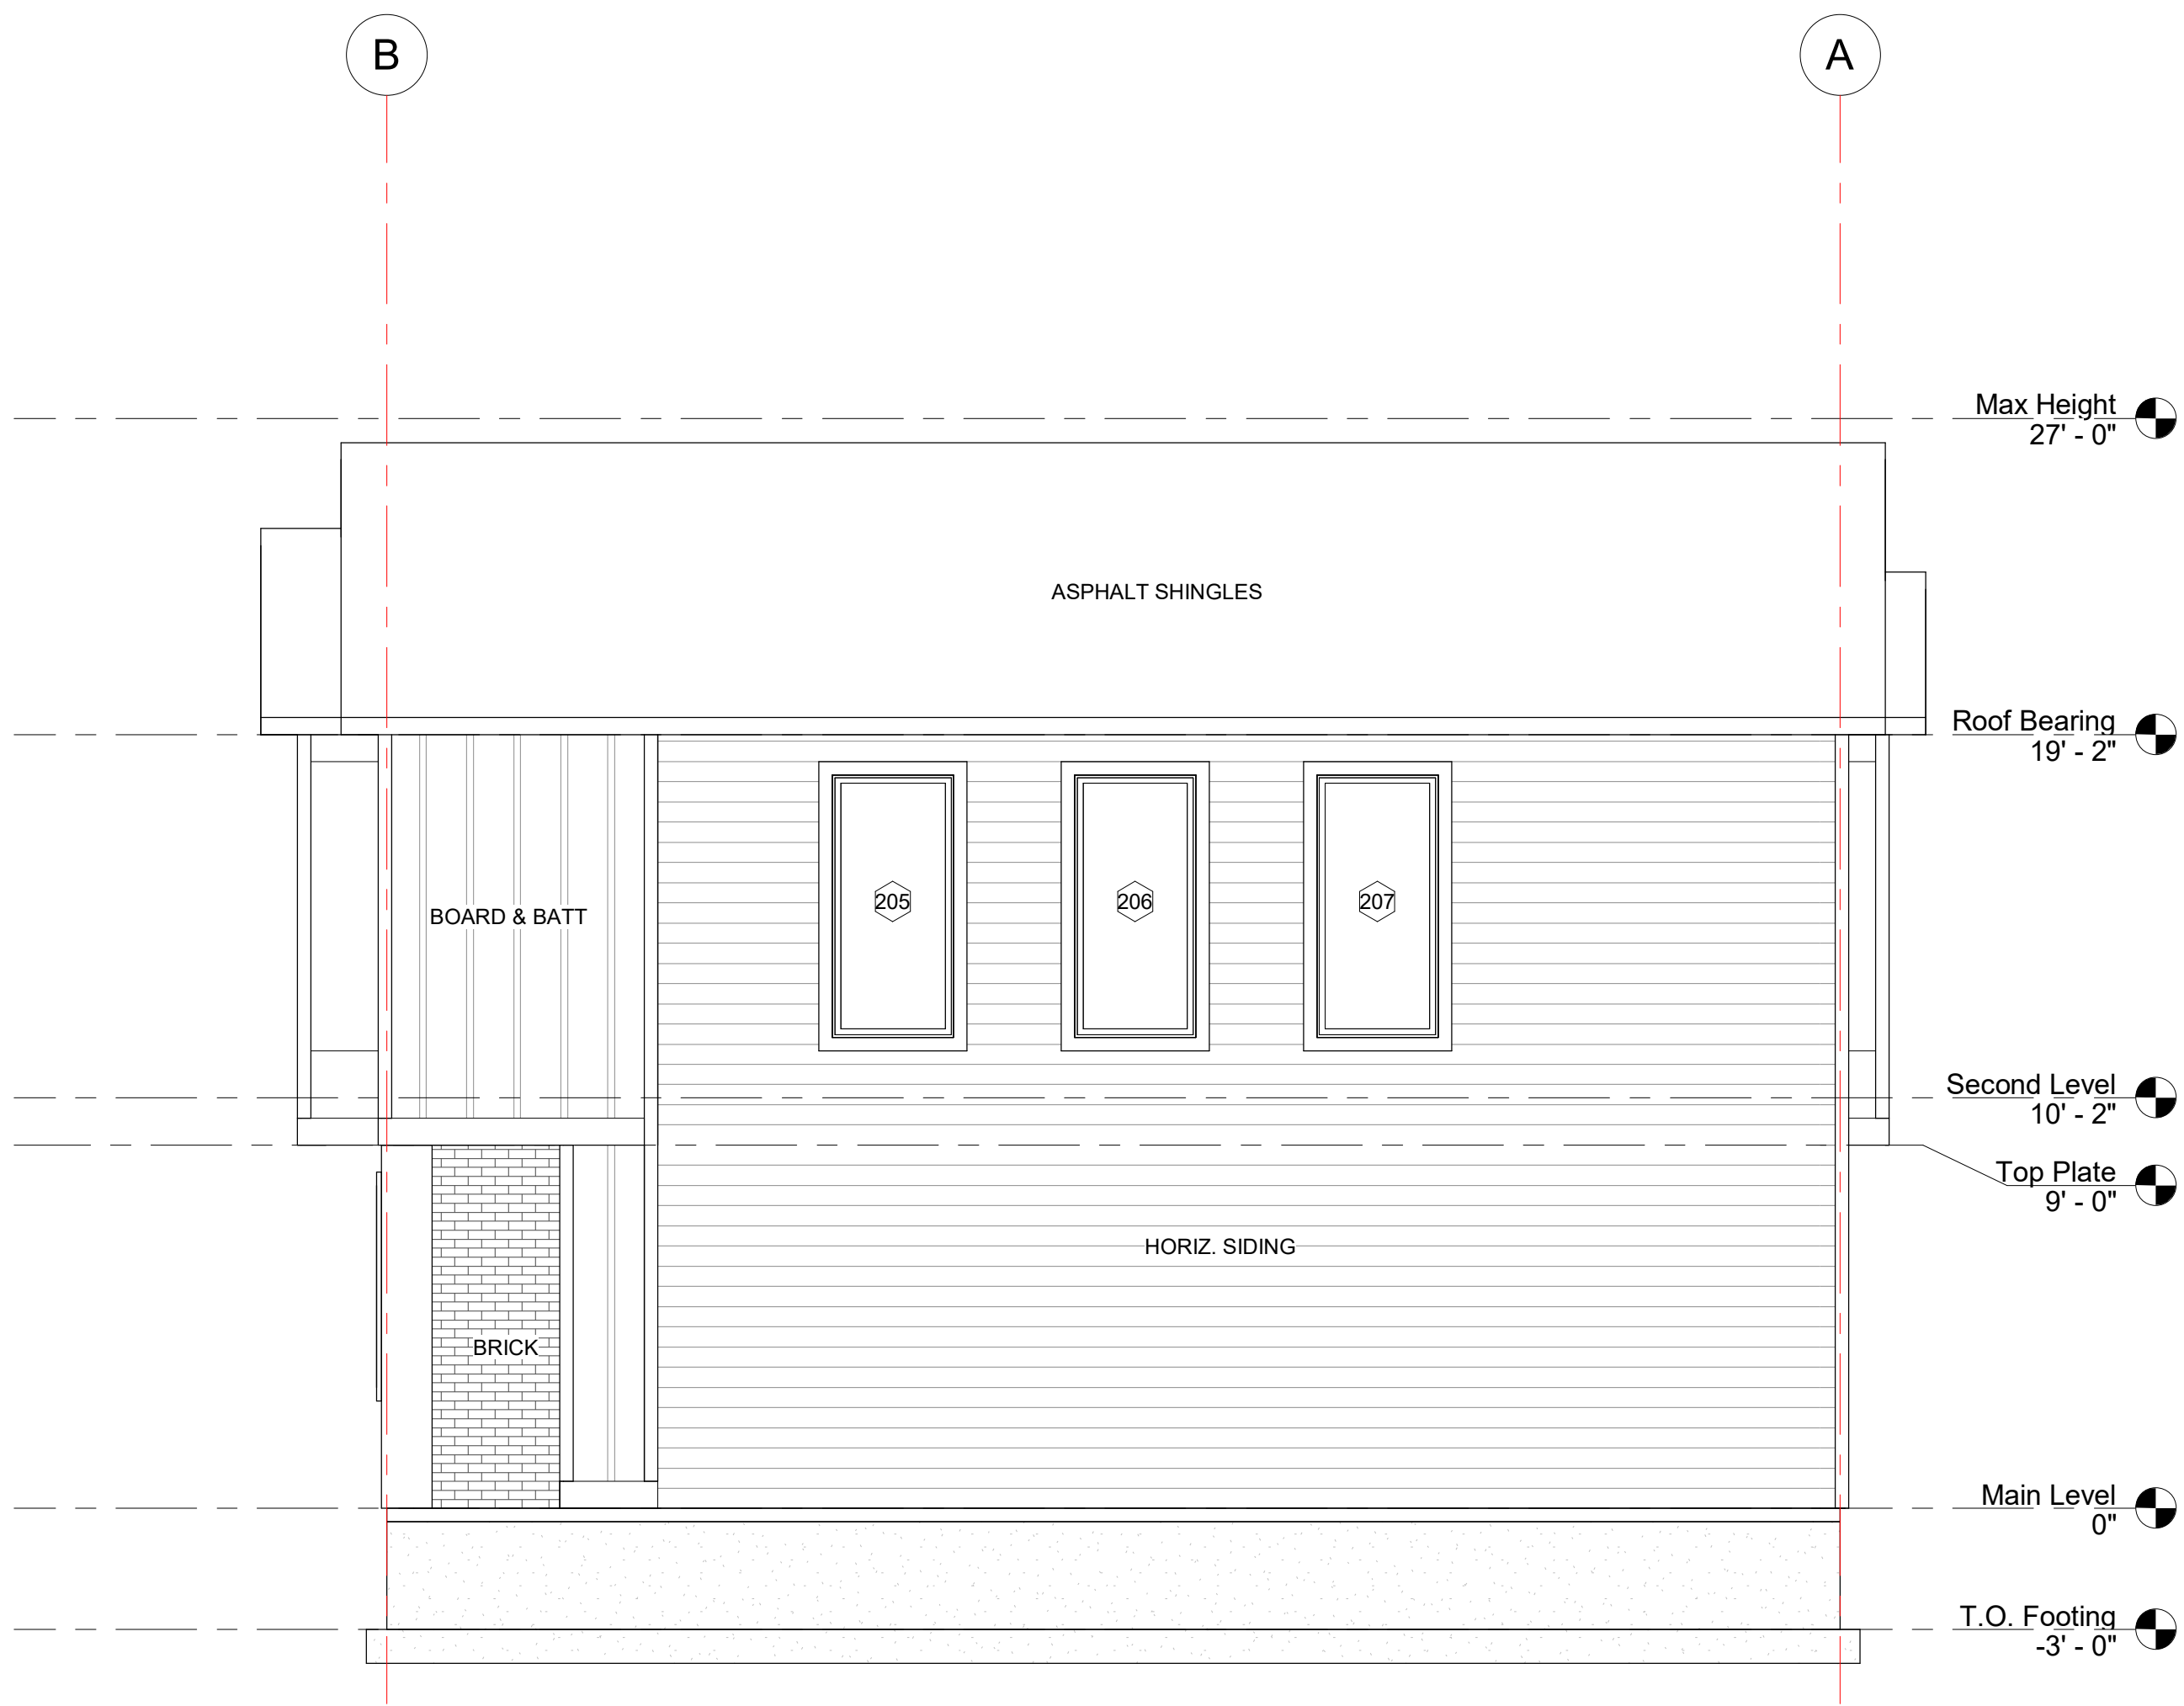 B
A
Max Height
27' - 0"
ASPHALT SHINGLES
Roof Bearing
19' - 2"
205
206
207
BOARD & BATT
Second Level
10' - 2"
Top Plate
9' - 0"
HORIZ. SIDING
BRICK
Main Level
0"
T.O. Footing
-3' - 0"